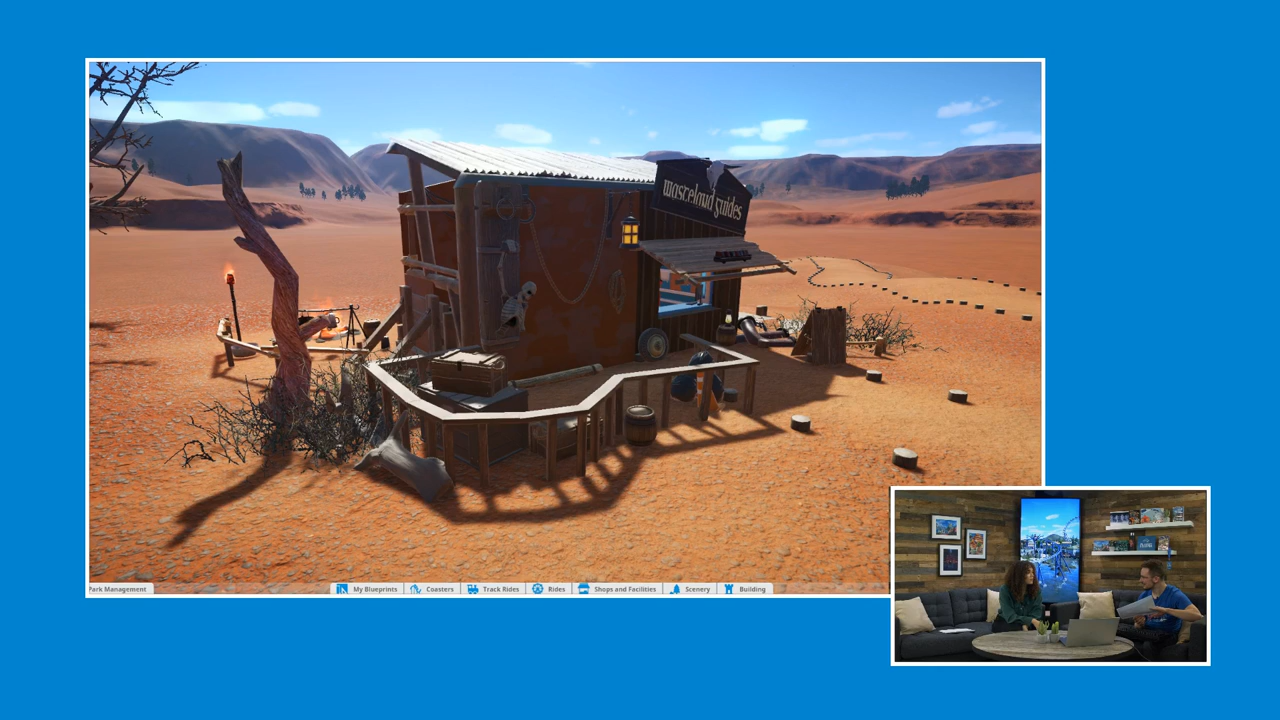 wasteland guides
Park Management
My Blueprints
Coasters
Track Rides
Rides
Shops and Facilities
Scenery
Building